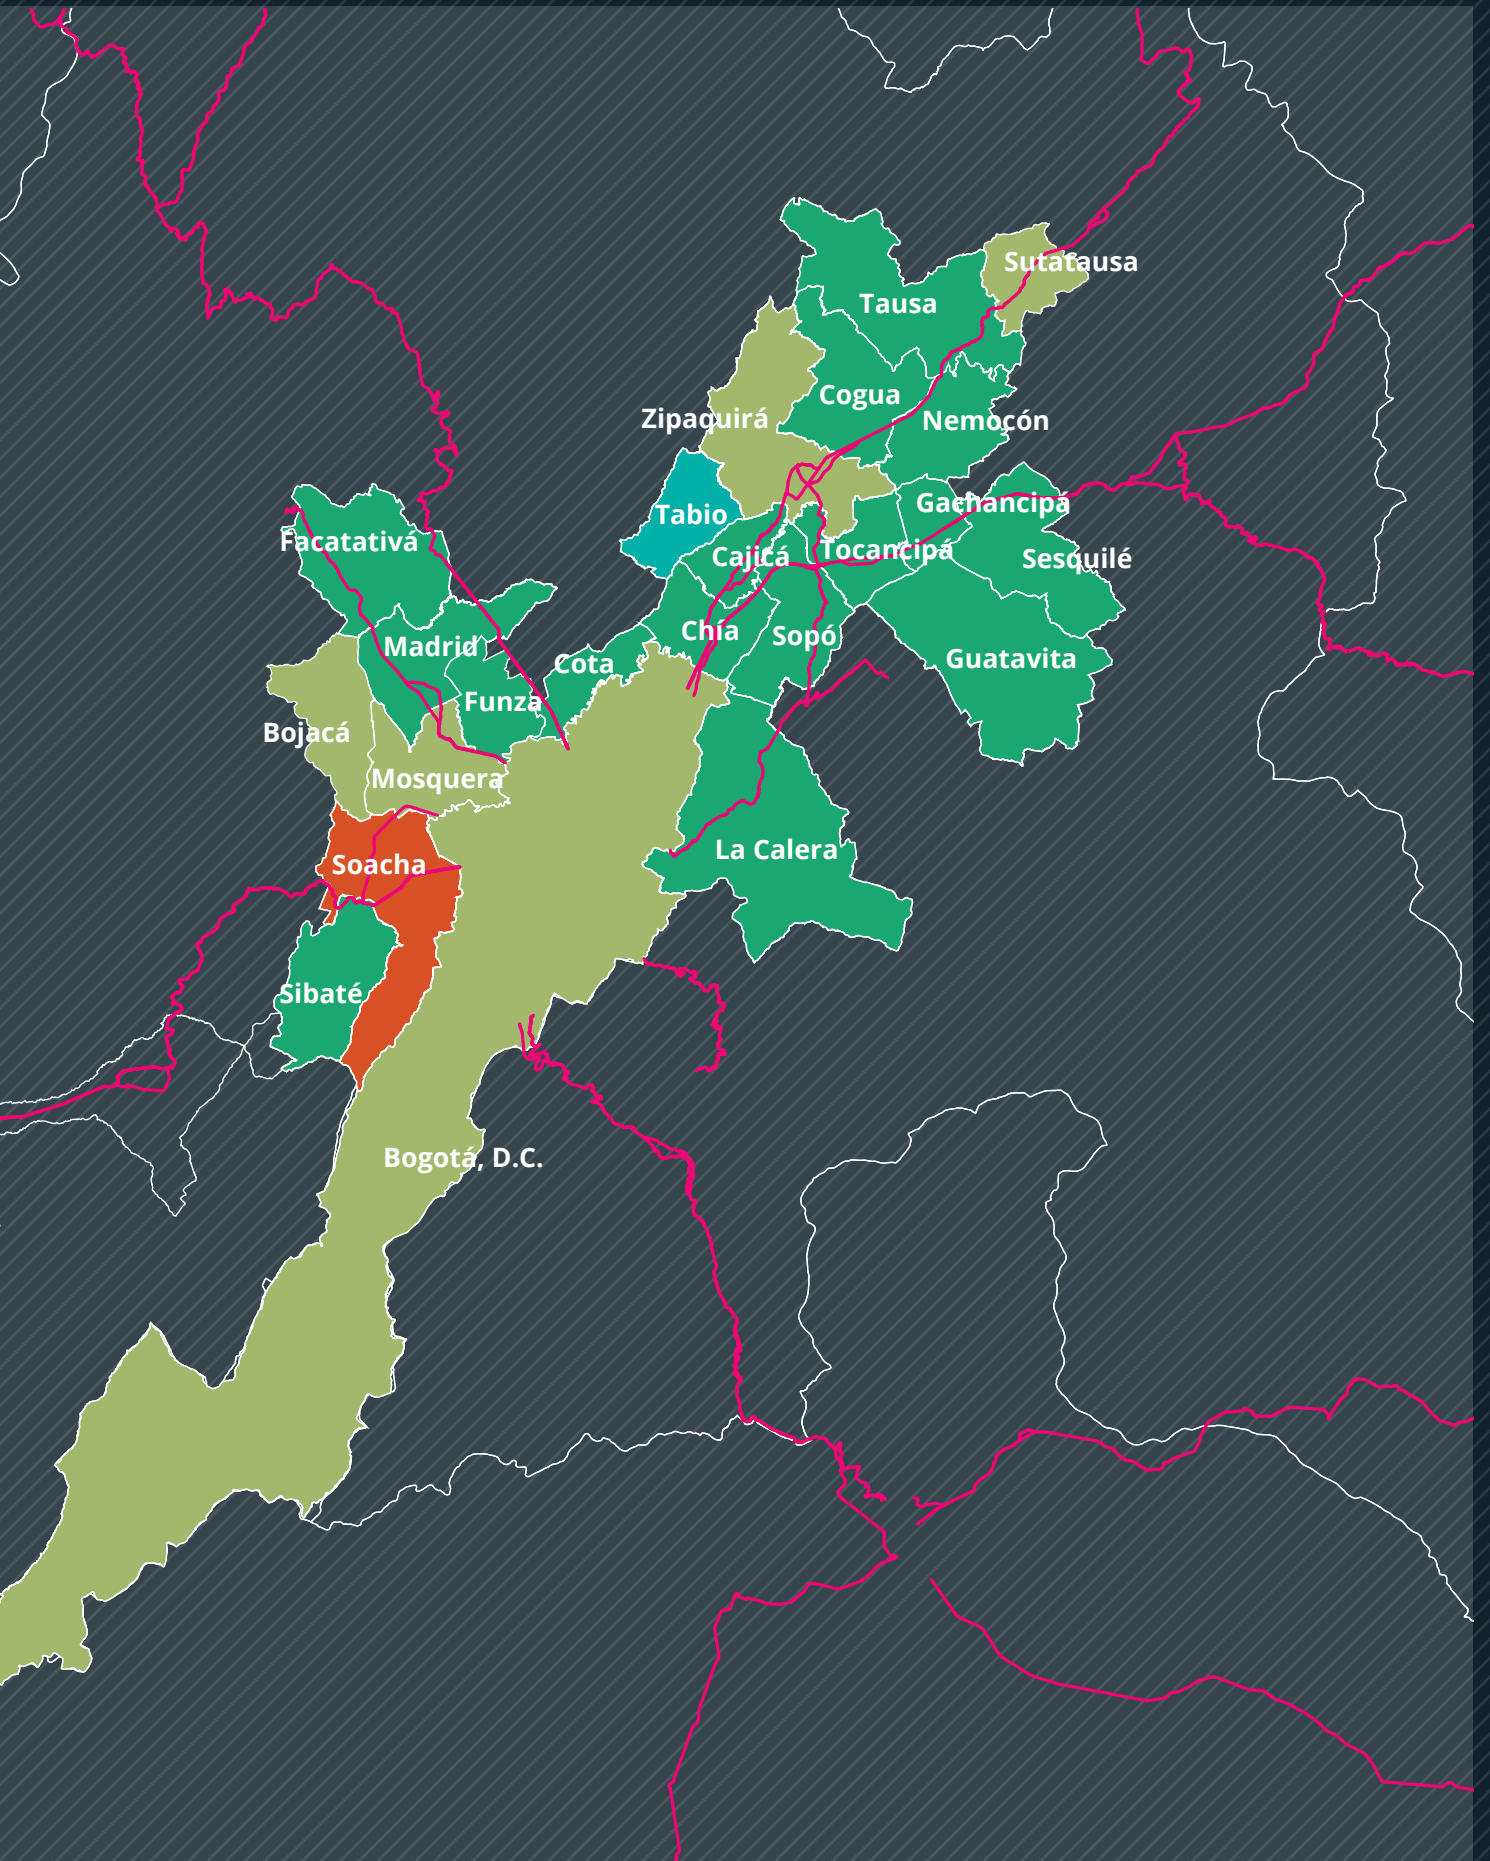 Sutatausa
Tausa
Cogua
Zipaquirá
Nemocón
Gachancipá
Tabio
Facatativá
Cajicá
Tocancipá
Sesquilé
Chía
Sopó
Madrid
Guatavita
Cota
Funza
Bojacá
Mosquera
La Calera
Soacha
Sibaté
Bogotá, D.C.